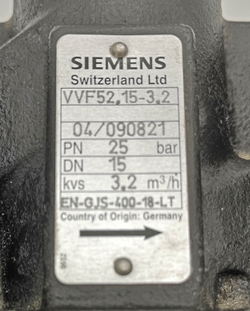 SIEMENS
Switzerland Ltd
VVF52.15-3.2
04/090821
PN 25 bar
DN 15
kvs 3.2 m³/h
EN-GJS-400-18-LT
Country of Origin: Germany